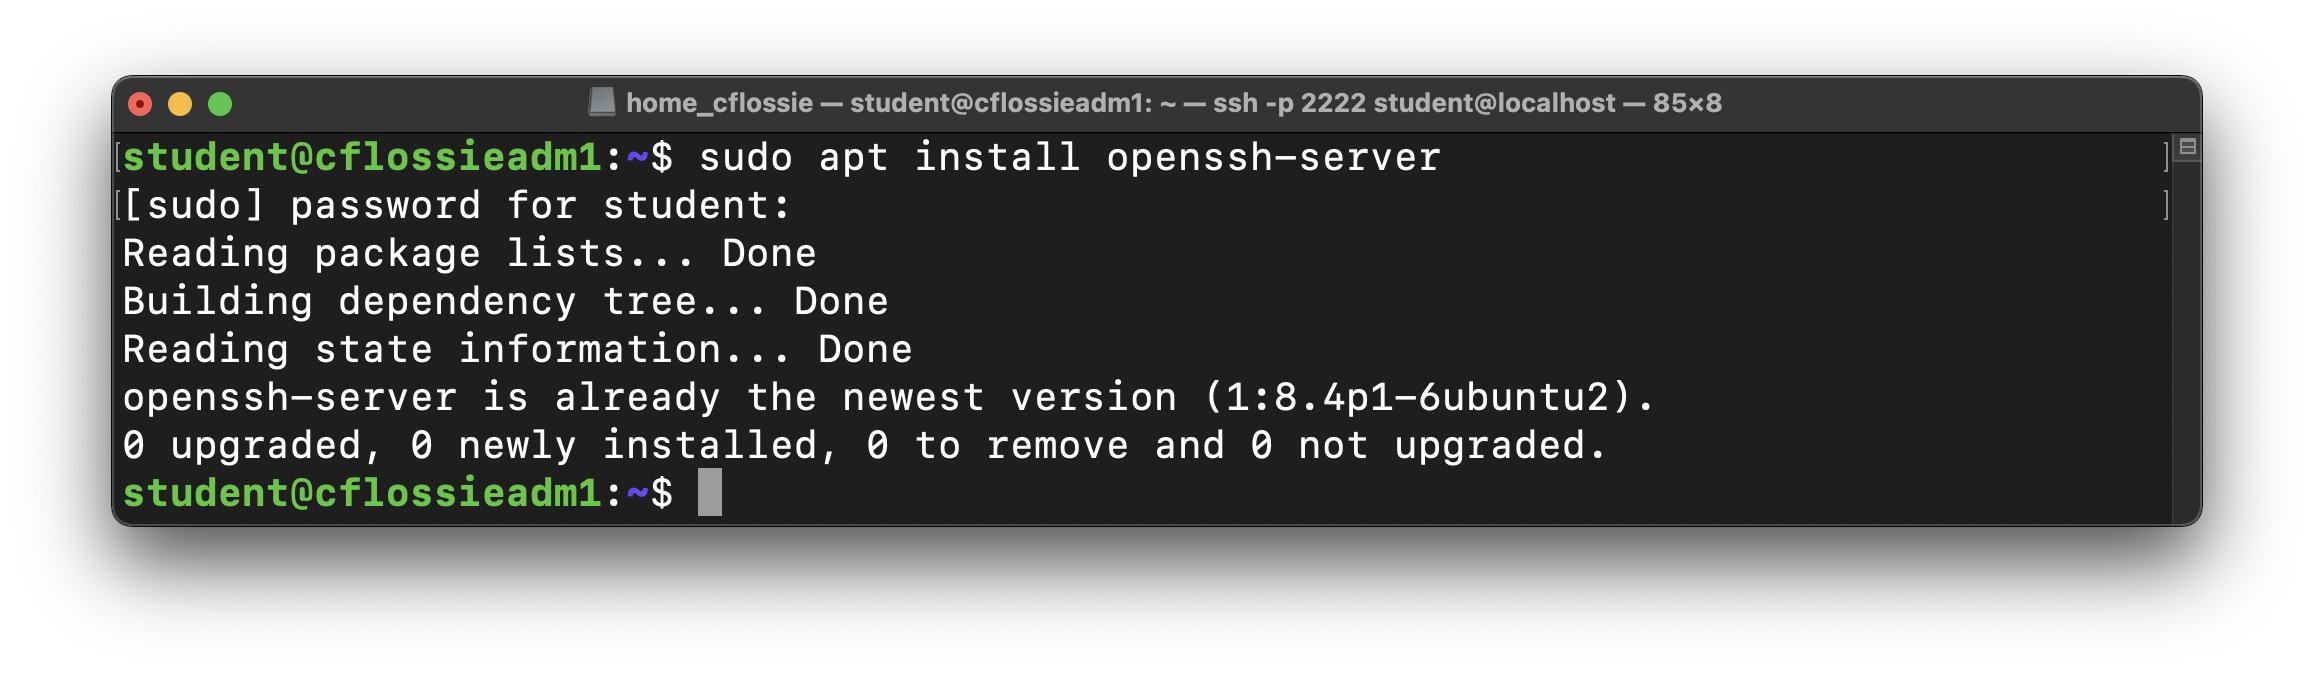 home_cflossie — student@cflossieadm1: ~ — ssh -p 2222 student@localhost — 85×8
student@cflossieadm1:~$ sudo apt install openssh-server
[sudo] password for student:
Reading package lists... Done
Building dependency tree... Done
Reading state information... Done
openssh-server is already the newest version (1:8.4p1-6ubuntu2).
0 upgraded, 0 newly installed, 0 to remove and 0 not upgraded.
student@cflossieadm1:~$